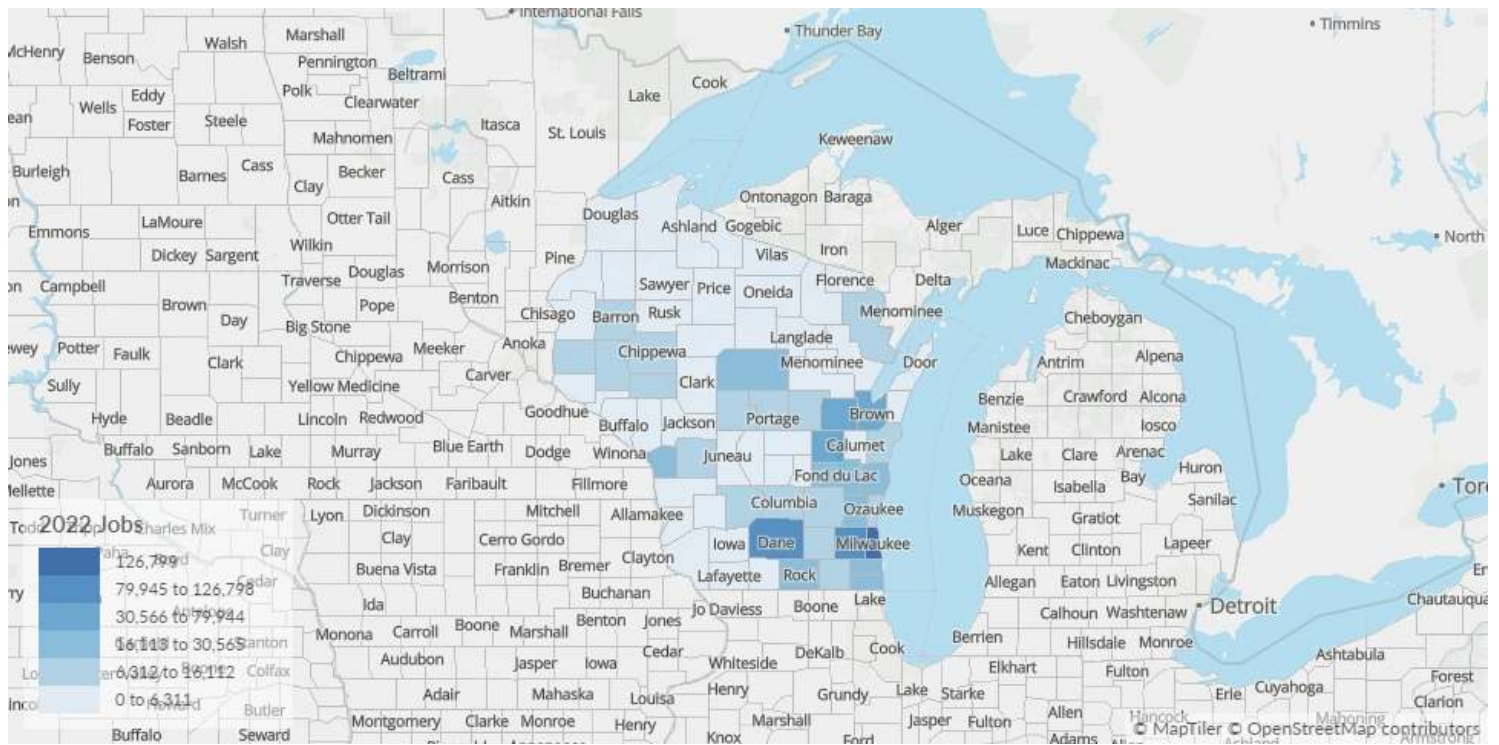 International Falls
Thunder Bay
Timmins
McHenry
Benson
Walsh
Marshall
Pennington
Beltrami
Polk
Clearwater
Eddy
Wells
Foster
Steele
Mahnomen
Itasca
St. Louis
Lake
Cook
Keweenaw
Burleigh
Barnes
Cass
Clay
Becker
Cass
Aitkin
Douglas
Ashland
Gogebic
Ontonagon
Baraga
Alger
Luce
Chippewa
Emmons
LaMoure
Otter Tail
Dickey
Sargent
Wilkin
Traverse
Douglas
Morrison
Pine
Vilas
Iron
Mackinac
North
Campbell
Brown
Day
Pope
Benton
Big Stone
Chisago
Sawyer
Price
Oneida
Florence
Delta
Barron
Rusk
Menominee
Cheboygan
Potter
Faulk
Clark
Chippewa
Meeker
Anoka
Chippewa
Langlade
Menominee
Door
Antrim
Alpena
Sully
Yellow Medicine
Carver
Clark
Benzie
Crawford
Alcona
Hyde
Beadle
Lincoln
Redwood
Goodhue
Buffalo
Jackson
Portage
Brown
Manistee
Iosco
Buffalo
Sanborn
Lake
Murray
Blue Earth
Dodge
Winona
Juneau
Calumet
Lake
Clare
Arenac
Jones
Mellette
Aurora
McCook
Rock
Jackson
Faribault
Fillmore
Fond du Lac
Oceana
Isabella
Bay
Huron
Sanilac
Turner
Lyon
Dickinson
Mitchell
Allamakee
Columbia
Ozaukee
Muskegon
Gratiot
Charles Mix
Clay
Clay
Cerro Gordo
Clayton
Iowa
Dane
Milwaukee
Kent
Clinton
Lapeer
Cedar
Buena Vista
Franklin
Bremer
Lafayette
Rock
Allegan
Eaton
Livingston
Ida
Buchanan
Jo Daviess
Boone
Lake
Calhoun
Washtenaw
Detroit
Chautauqua
Stanton
Monona
Carroll
Boone
Marshall
Benton
Jones
Berrien
Hillsdale
Monroe
Colfax
Audubon
Jasper
Iowa
Cedar
Whiteside
DeKalb
Cook
Elkhart
Fulton
Ashtabula
Butler
Adair
Mahaska
Louisa
Henry
Grundy
Lake
Starke
Erie
Cuyahoga
Forest
Clarion
Buffalo
Seward
Montgomery
Clarke
Monroe
Henry
Knox
Marshall
Ford
Jasper
Fulton
Allen
Adams
Hancock
Mahoning
2022 Jobs
126,799
79,945 to 126,798
30,566 to 79,944
16,113 to 30,565
6,312 to 16,112
0 to 6,311
© MapTiler © OpenStreetMap contributors